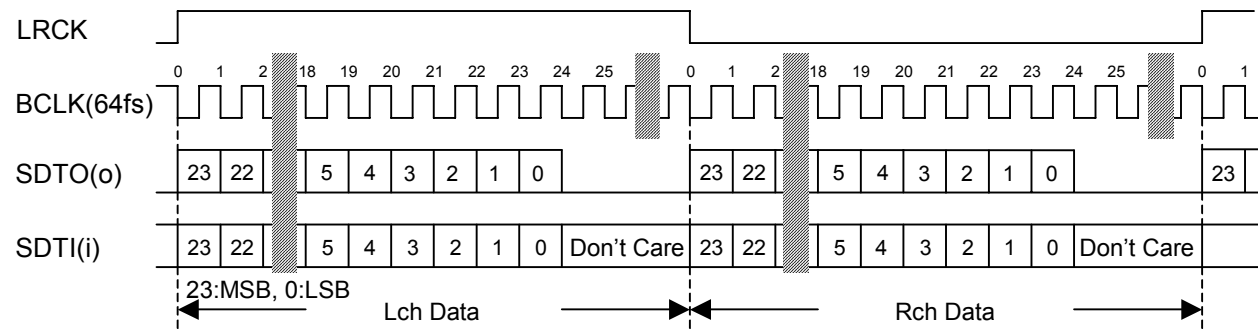 LRCK
0 1 2 18 19 20 21 22 23 24 25 0 1 2 18 19 20 21 22 23 24 25 0 1
BCLK(64fs)
SDTO(o) 23 22 5 4 3 2 1 0 23 22 5 4 3 2 1 0 23
SDTI(i) 23 22 5 4 3 2 1 0 Don't Care 23 22 5 4 3 2 1 0 Don't Care
23:MSB, 0:LSB
Lch Data Rch Data